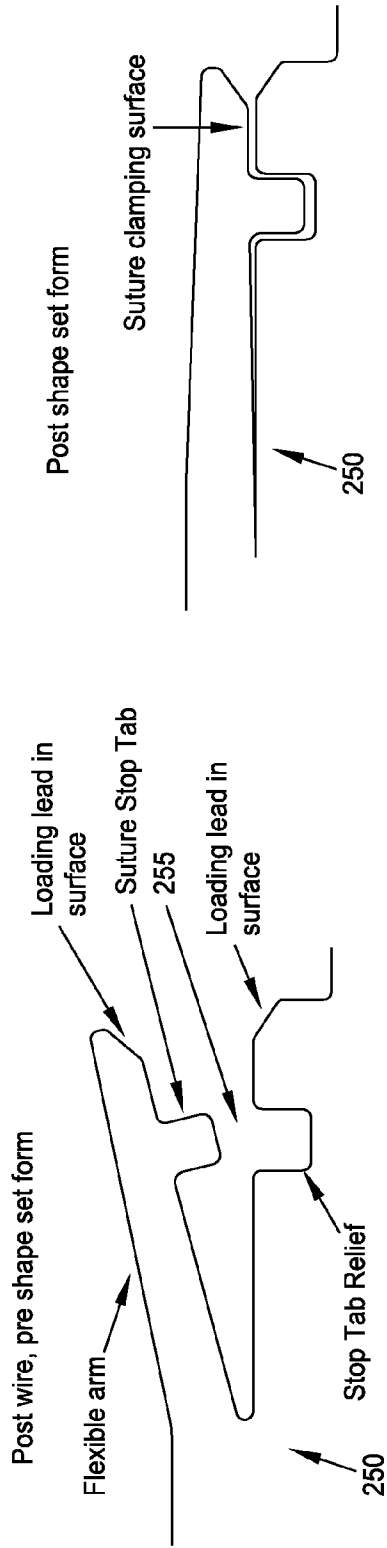 Post wire, pre shape set form
Flexible arm
Loading lead in
surface
Suture Stop Tab
255
Loading lead in
surface
Stop Tab Relief
250
Post shape set form
Suture clamping surface
250